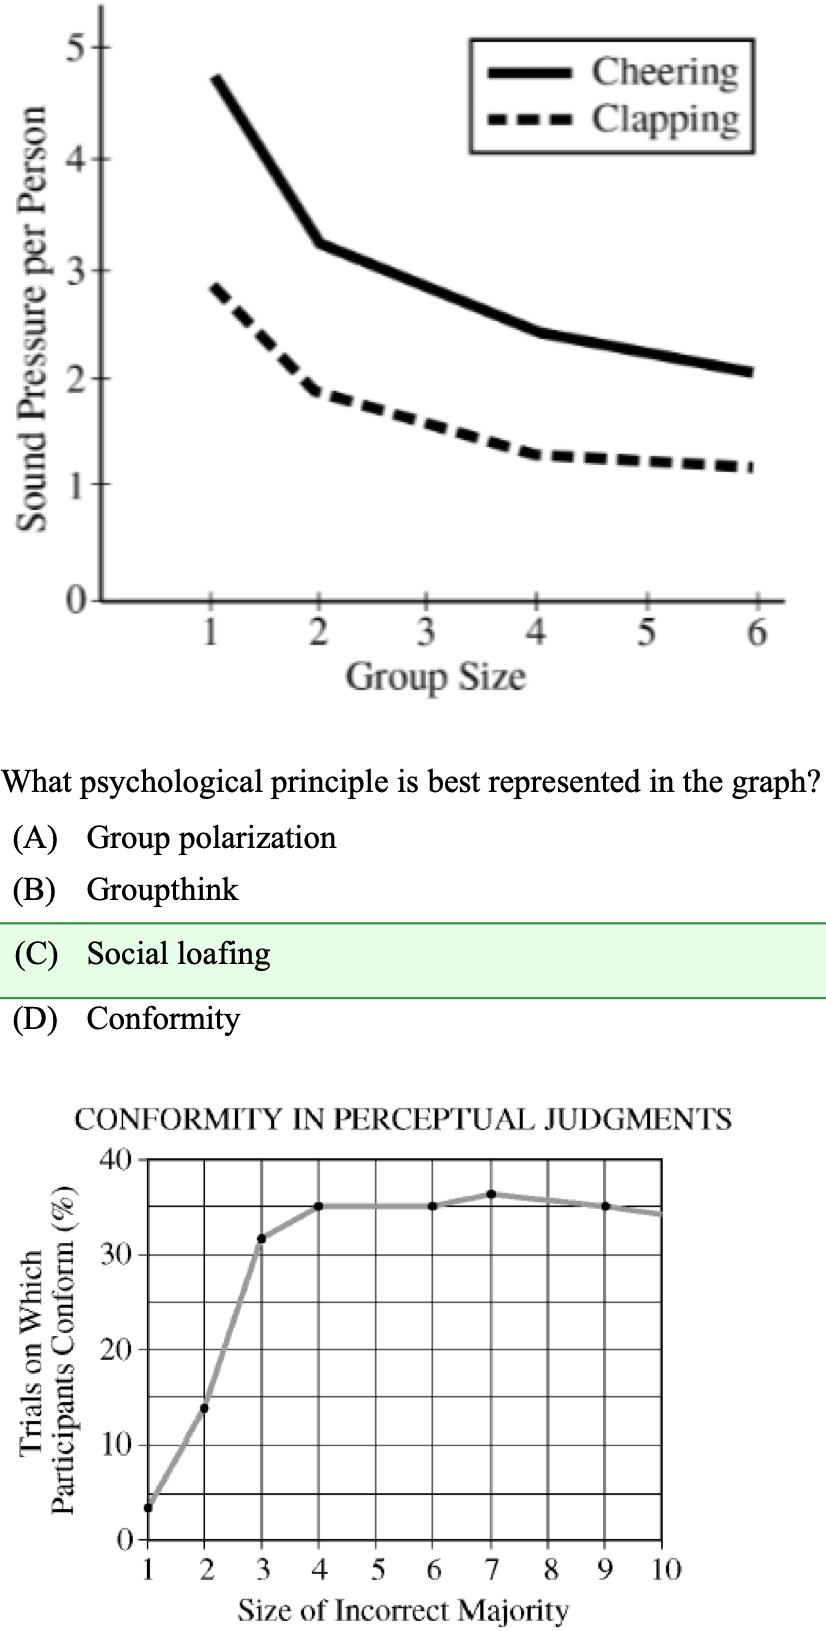 5
4
3
2
1
0
Sound Pressure per Person
Cheering
Clapping
1 2 3 4 5 6
Group Size
What psychological principle is best represented in the graph?
(A) Group polarization
(B) Groupthink
(C) Social loafing
(D) Conformity
CONFORMITY IN PERCEPTUAL JUDGMENTS
40
30
20
10
0
Trials on Which
Participants Conform (%)
1 2 3 4 5 6 7 8 9 10
Size of Incorrect Majority